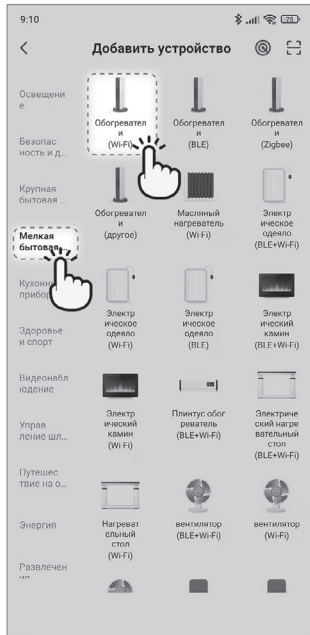 9:10
75
Добавить устройство
Освещени
е
Безопас
ность и д...
Крупная
бытовая ...
Мелкая
бытовая...
Кухонны
прибор
Здоровье
и спорт
Видеонабл
юдение
Управ
ление шл...
Путешес
твие на о...
Энергия
Развлечен
ия
Обогревател
и
(Wi-Fi)
Обогревател
и
(BLE)
Обогревател
и
(Zigbee)
Обогревател
и
(другое)
Масляный
нагреватель
(Wi-Fi)
Электр
ическое
одеяло
(BLE+Wi-Fi)
Электр
ическое
одеяло
(Wi-Fi)
Электр
ическое
одеяло
(BLE)
Электр
ический
камин
(BLE+Wi-Fi)
Электр
ический
камин
(Wi-Fi)
Плинтус обог
реватель
(BLE+Wi-Fi)
Электриче
ский нагре
вательный
стол
(BLE+Wi-Fi)
Нагреват
ельный
стол
(Wi-Fi)
вентилятор
(BLE+Wi-Fi)
вентилятор
(Wi-Fi)